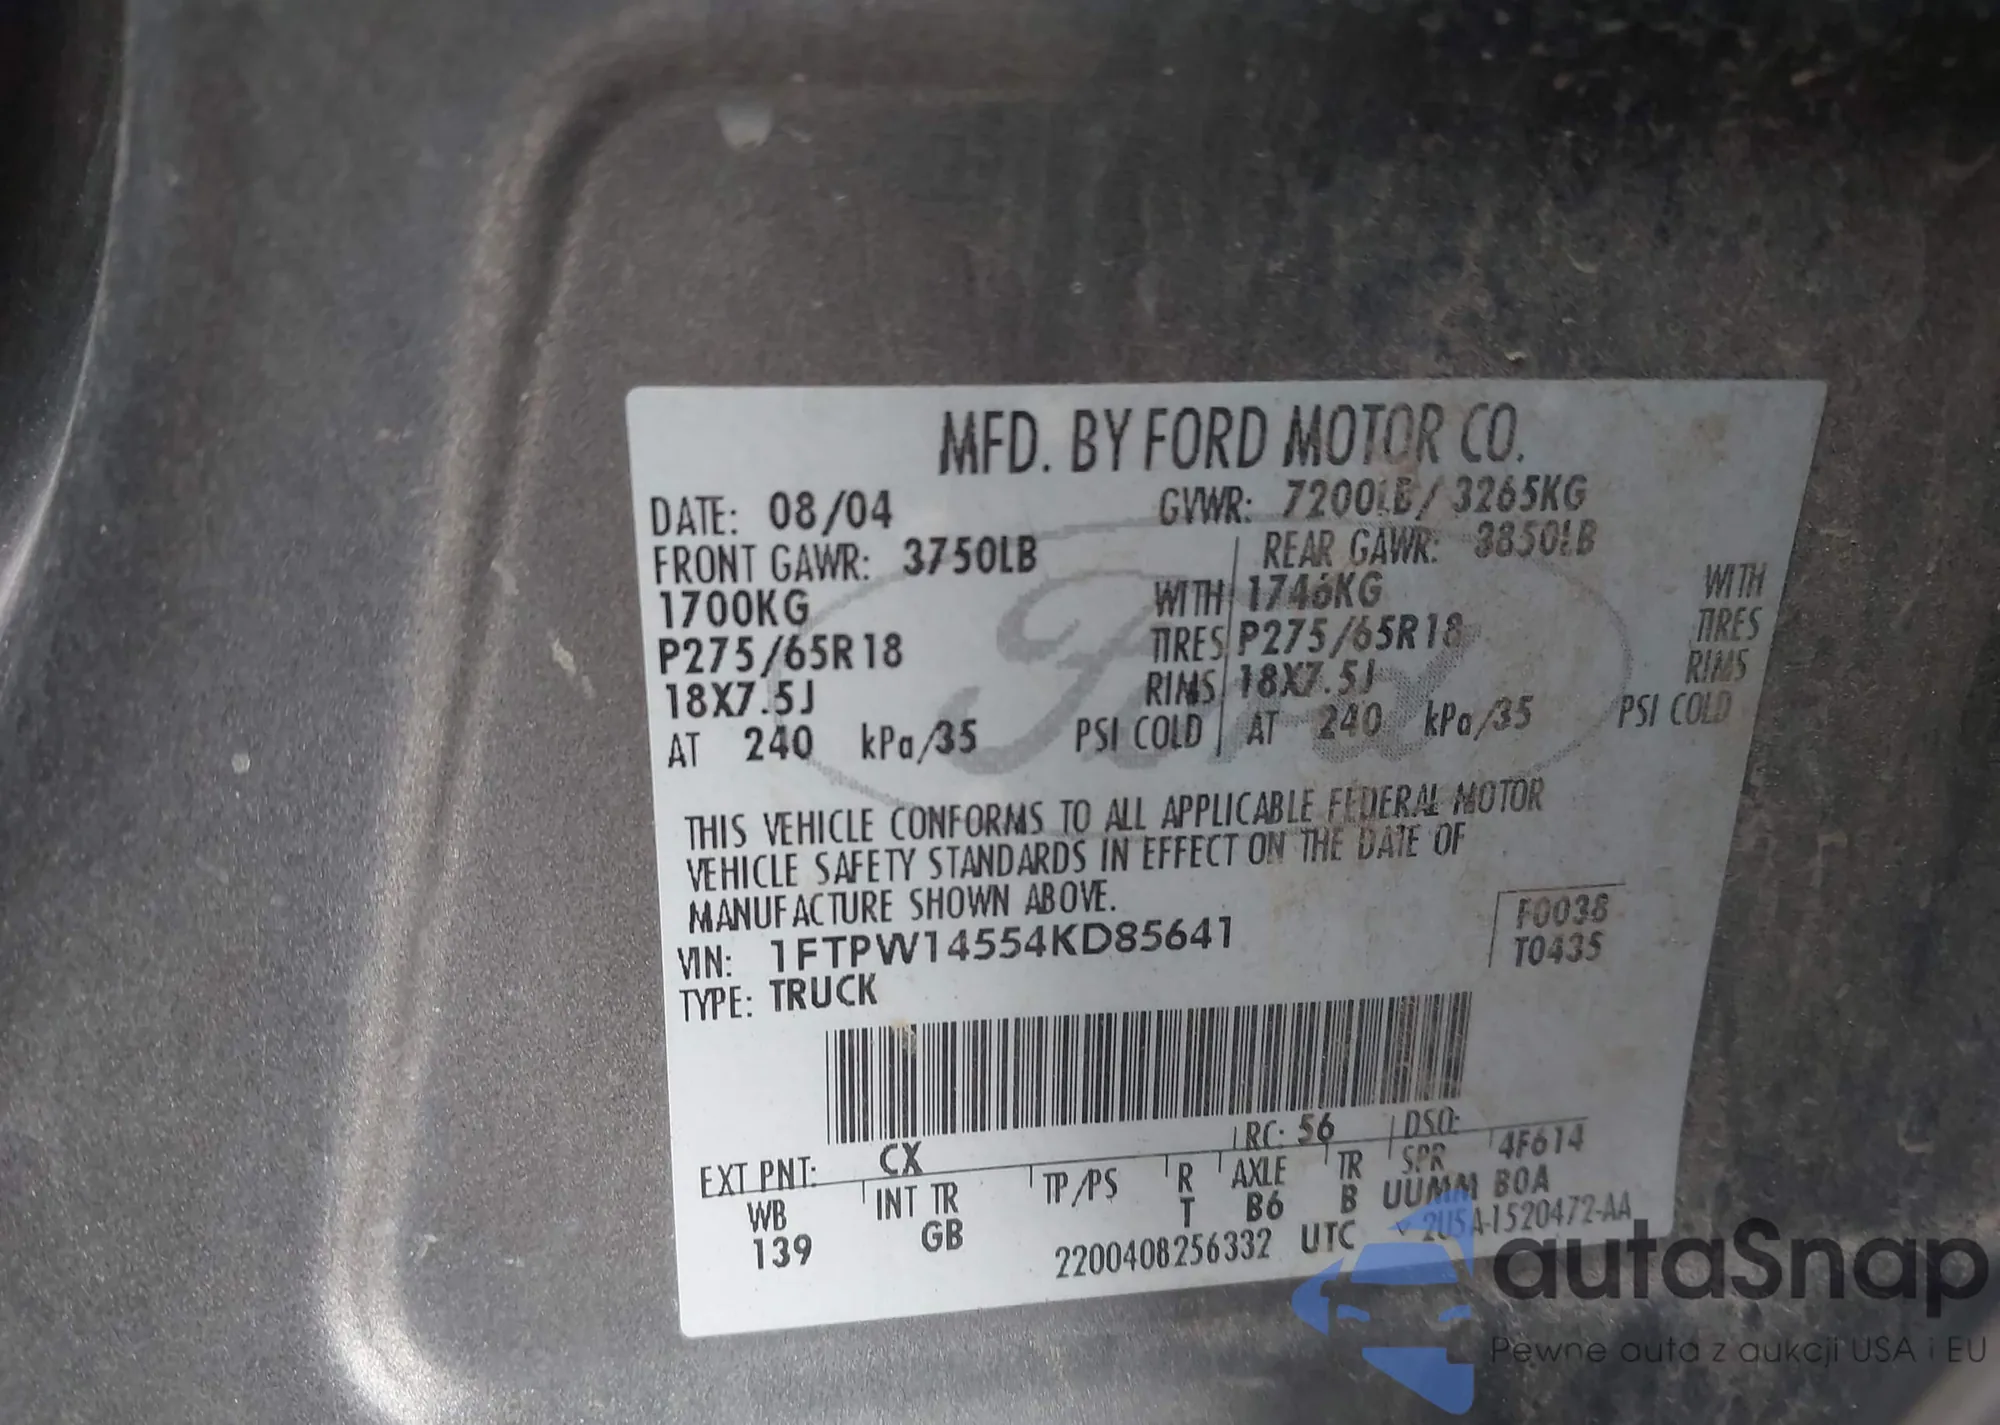 MFD. BY FORD MOTOR CO.
DATE: 08/04 GVWR: 7200LB / 3265KG
FRONT GAWR: 3750LB REAR GAWR: 3850LB
1700KG WITH 1746KG WITH
P275/65R18 TIRES P275/65R18 TIRES
18X7.5J RIMS 18X7.5J RIMS
AT 240 kPa/35 PSI COLD AT 240 kPa/35 PSI COLD
Ford
THIS VEHICLE CONFORMS TO ALL APPLICABLE FEDERAL MOTOR
VEHICLE SAFETY STANDARDS IN EFFECT ON THE DATE OF
MANUFACTURE SHOWN ABOVE.
VIN: 1FTPW14554KD85641
TYPE: TRUCK
F0038
T0435
EXT PNT: CX RC: 56 DSO:
WB INT TR TP/PS R AXLE TR SPR 4F614
139 GB T B6 B UUMM B0A
2200408256332 UTC 2U5A-1520472-AA
autaSnap
Pewne auta z aukcji USA i EU